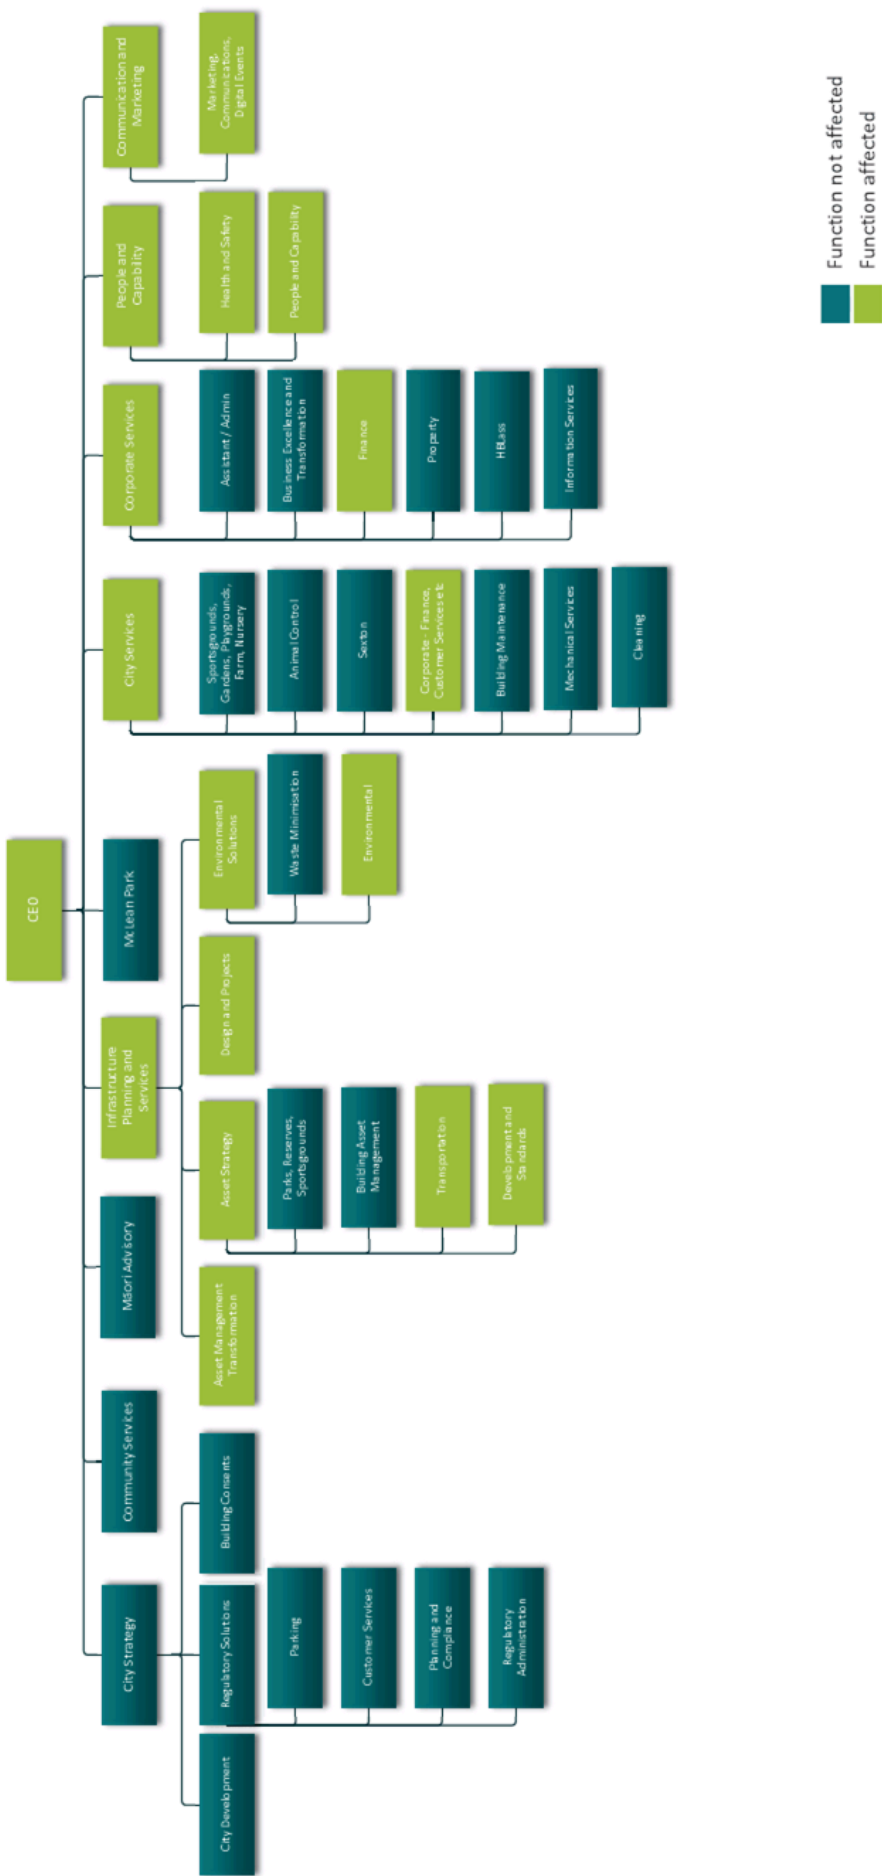 CEO
City Strategy
Community Services
Māori Advisory
Infrastructure
Planning and
Services
McLean Park
City Services
Corporate Services
People and
Capability
Communication and
Marketing
City Development
Regulatory Solutions
Building Consents
Parking
Customer Services
Planning and
Compliance
Regulatory
Administration
Asset Management
Transformation
Asset Strategy
Design and Projects
Environmental
Solutions
Parks, Reserves,
Sportsgrounds
Building Asset
Management
Transportation
Development and
Standards
Waste Minimisation
Environmental
Sportsgrounds,
Gardens, Playgrounds,
Farm, Nursery
Animal Control
Sexton
Corporate - Finance,
Customer Services etc
Building Maintenance
Mechanical Services
Cleaning
Assistant / Admin
Business Excellence and
Transformation
Finance
Property
HBLass
Information Services
Health and Safety
People and Capability
Marketing,
Communications,
Digital Events
Function not affected
Function affected